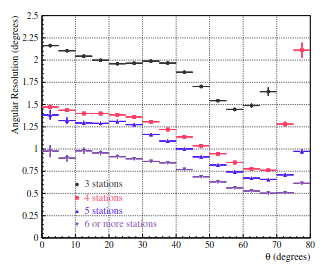 Angular Resolution (degrees)
2.5
2.25
2
1.75
1.5
1.25
1
0.75
0.5
0.25
0
3 stations
4 stations
5 stations
6 or more stations
0 10 20 30 40 50 60 70 80
θ (degrees)